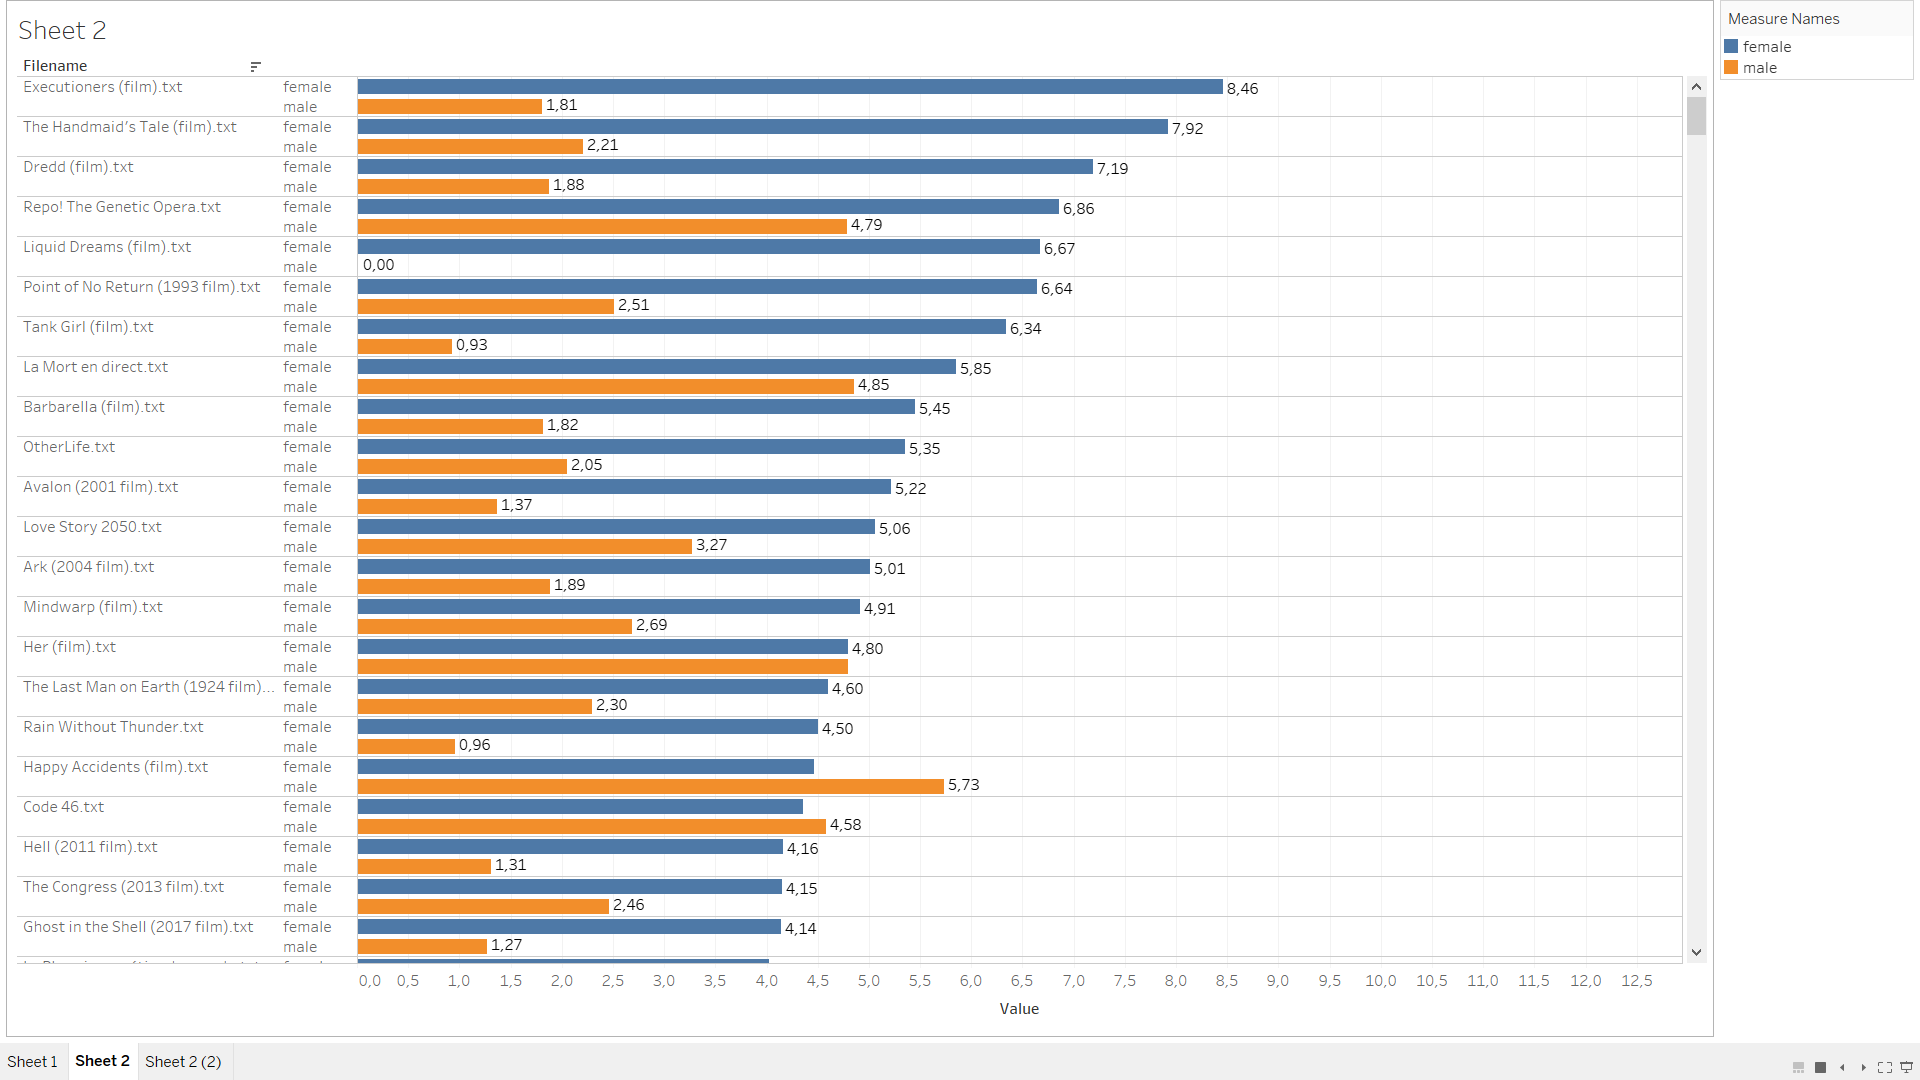 Sheet 2
Measure Names
female
male
Filename
Executioners (film).txt female 8,46
male 1,81
The Handmaid's Tale (film).txt female 7,92
male 2,21
Dredd (film).txt female 7,19
male 1,88
Repo! The Genetic Opera.txt female 6,86
male 4,79
Liquid Dreams (film).txt female 6,67
male 0,00
Point of No Return (1993 film).txt female 6,64
male 2,51
Tank Girl (film).txt female 6,34
male 0,93
La Mort en direct.txt female 5,85
male 4,85
Barbarella (film).txt female 5,45
male 1,82
OtherLife.txt female 5,35
male 2,05
Avalon (2001 film).txt female 5,22
male 1,37
Love Story 2050.txt female 5,06
male 3,27
Ark (2004 film).txt female 5,01
male 1,89
Mindwarp (film).txt female 4,91
male 2,69
Her (film).txt female 4,80
male
The Last Man on Earth (1924 film)... female 4,60
male 2,30
Rain Without Thunder.txt female 4,50
male 0,96
Happy Accidents (film).txt female
male 5,73
Code 46.txt female
male 4,58
Hell (2011 film).txt female 4,16
male 1,31
The Congress (2013 film).txt female 4,15
male 2,46
Ghost in the Shell (2017 film).txt female 4,14
male 1,27
0,0 0,5 1,0 1,5 2,0 2,5 3,0 3,5 4,0 4,5 5,0 5,5 6,0 6,5 7,0 7,5 8,0 8,5 9,0 9,5 10,0 10,5 11,0 11,5 12,0 12,5
Value
Sheet 1 Sheet 2 Sheet 2 (2)